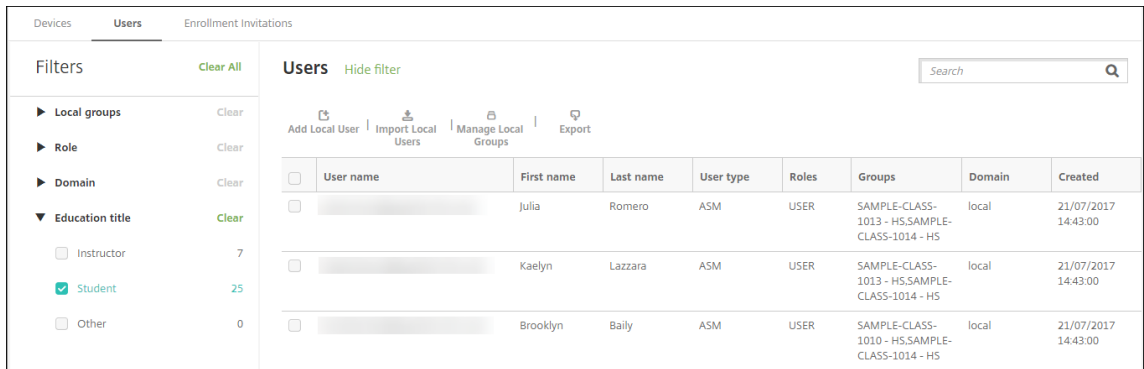 Devices Users Enrollment Invitations
Filters Clear All
Local groups Clear
Role Clear
Domain Clear
Education title Clear
Instructor 7
Student 25
Other 0
Users Hide filter
Search
Add Local User | Import Local | Manage Local | Export
Users Groups
User name First name Last name User type Roles Groups Domain Created
Julia Romero ASM USER SAMPLE-CLASS- local 21/07/2017
1013 - HS,SAMPLE- 14:43:00
CLASS-1014 - HS
Kaelyn Lazzara ASM USER SAMPLE-CLASS- local 21/07/2017
1013 - HS,SAMPLE- 14:43:00
CLASS-1014 - HS
Brooklyn Baily ASM USER SAMPLE-CLASS- local 21/07/2017
1010 - HS,SAMPLE- 14:43:00
CLASS-1014 - HS